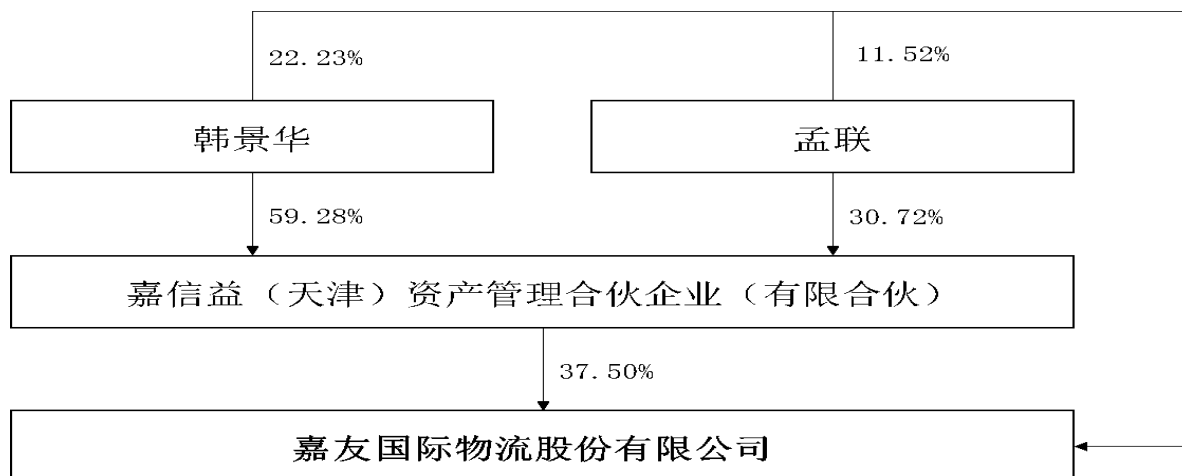 22.23%
11.52%
韩景华
孟联
59.28%
30.72%
嘉信益（天津）资产管理合伙企业（有限合伙）
37.50%
嘉友国际物流股份有限公司